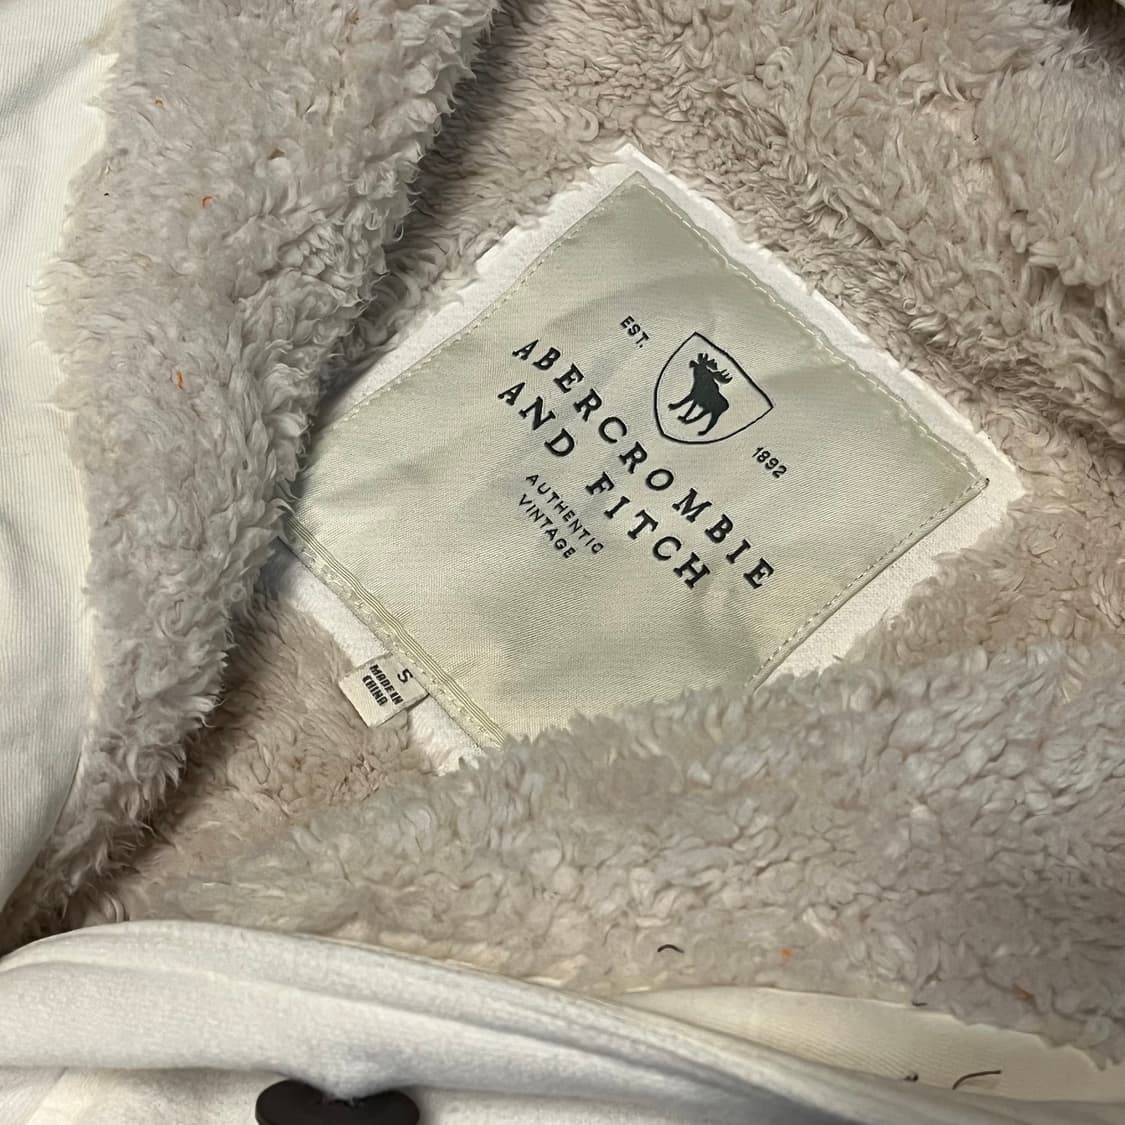 EST.
1892
ABERCROMBIE
AND FITCH
AUTHENTIC
VINTAGE
S
MADE IN
CHINA